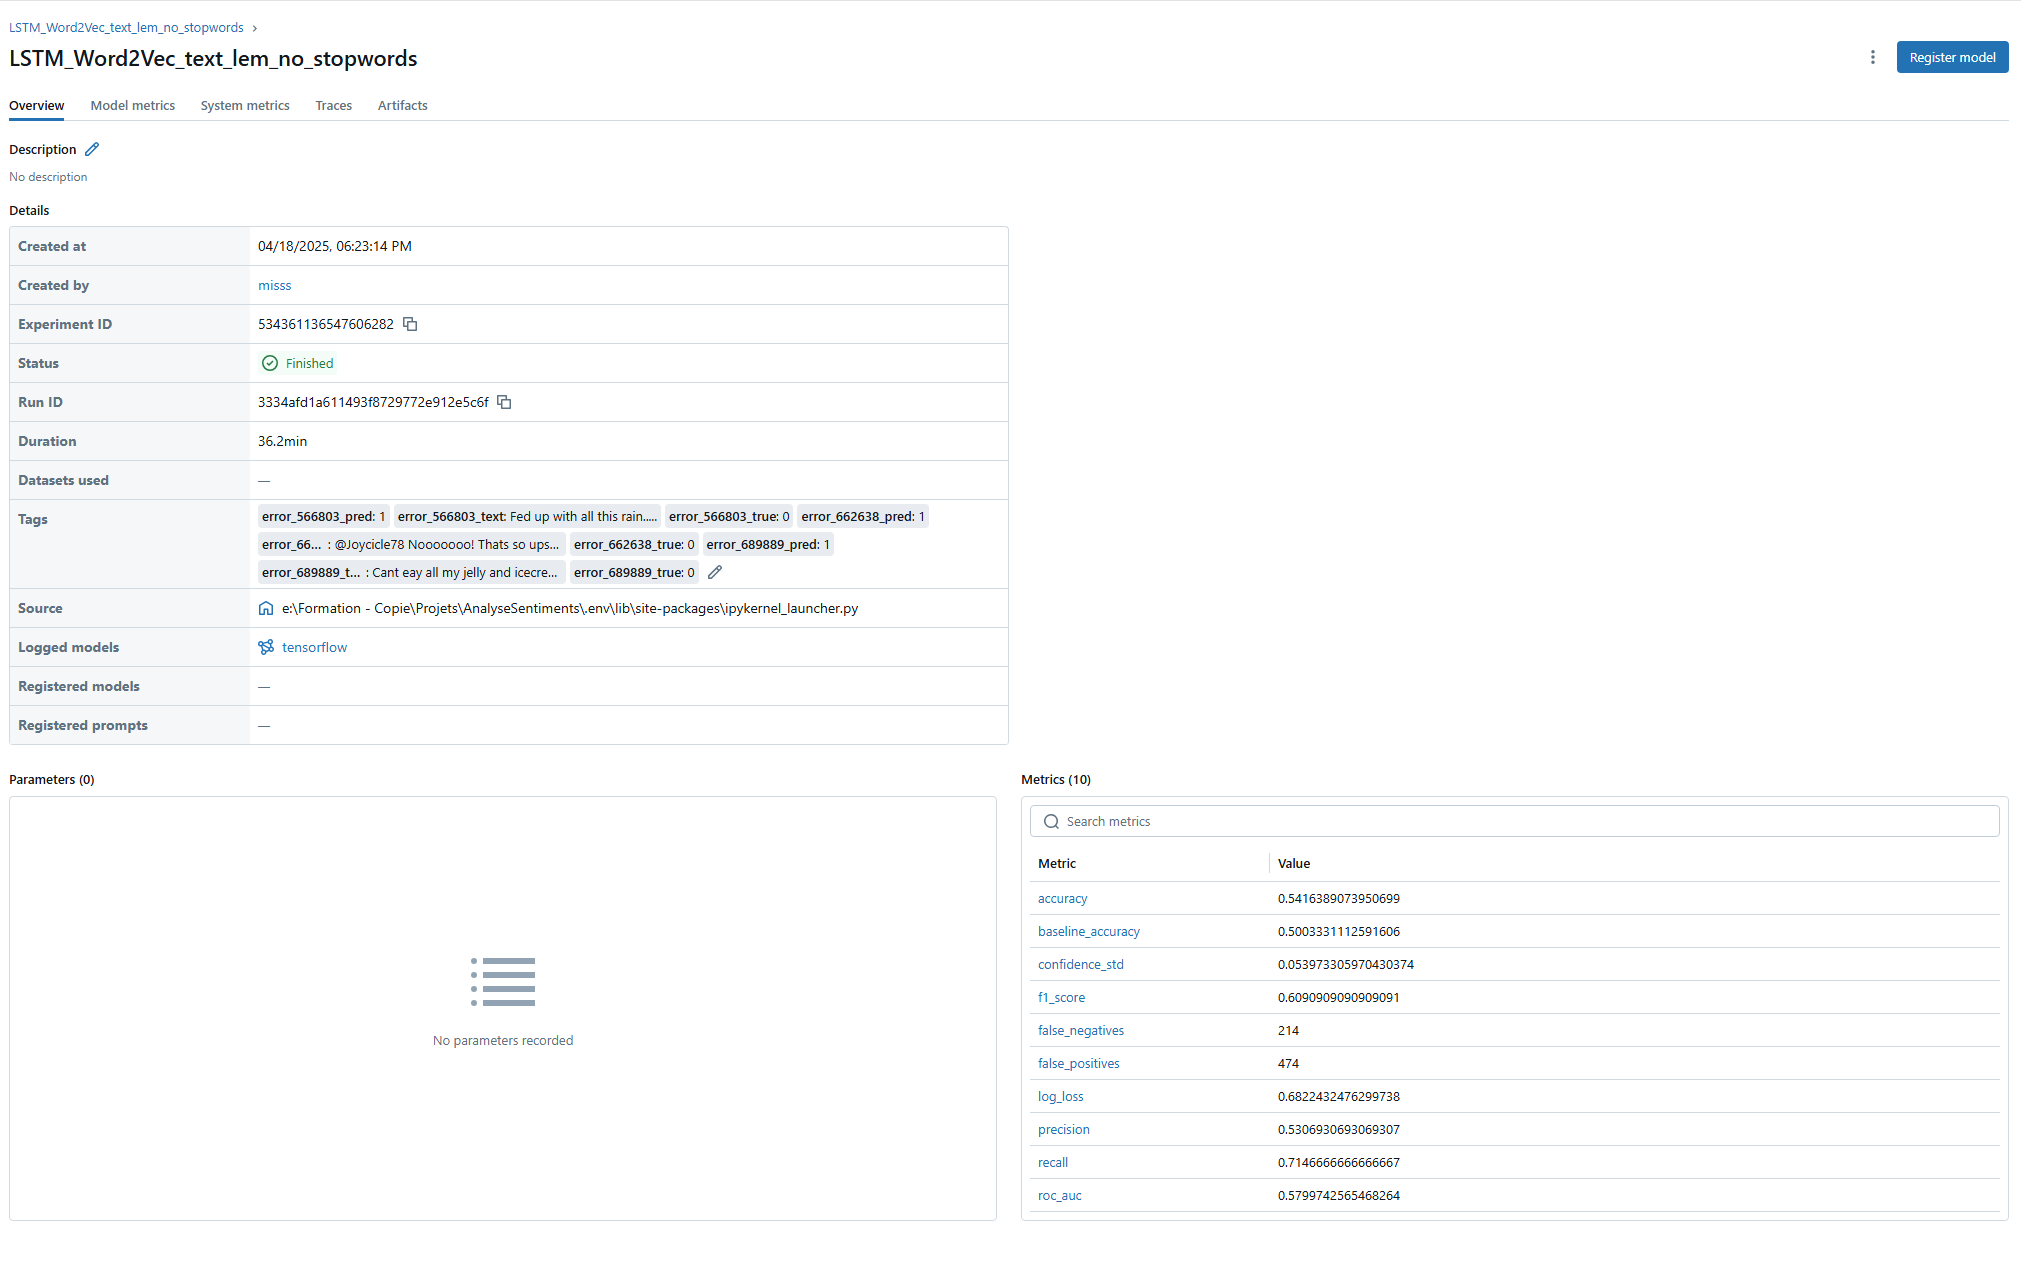 LSTM_Word2Vec_text_lem_no_stopwords
LSTM_Word2Vec_text_lem_no_stopwords
Register model
Overview Model metrics System metrics Traces Artifacts
Description
No description
Details
Created at 04/18/2025, 06:23:14 PM
Created by misss
Experiment ID 534361136547606282
Status Finished
Run ID 3334afd1a611493f8729772e912e5c6f
Duration 36.2min
Datasets used —
Tags error_566803_pred: 1 error_566803_text: Fed up with all this rain..... error_566803_true: 0 error_662638_pred: 1
error_66... : @Joycicle78 Nooooooo! Thats so ups... error_662638_true: 0 error_689889_pred: 1
error_689889_t... : Cant eay all my jelly and icecre... error_689889_true: 0
Source e:\Formation - Copie\Projets\AnalyseSentiments\.env\lib\site-packages\ipykernel_launcher.py
Logged models tensorflow
Registered models —
Registered prompts —
Parameters (0)
No parameters recorded
Metrics (10)
Search metrics
Metric Value
accuracy 0.5416389073950699
baseline_accuracy 0.5003331112591606
confidence_std 0.053973305970430374
f1_score 0.6090909090909091
false_negatives 214
false_positives 474
log_loss 0.6822432476299738
precision 0.5306930693069307
recall 0.7146666666666667
roc_auc 0.5799742565468264